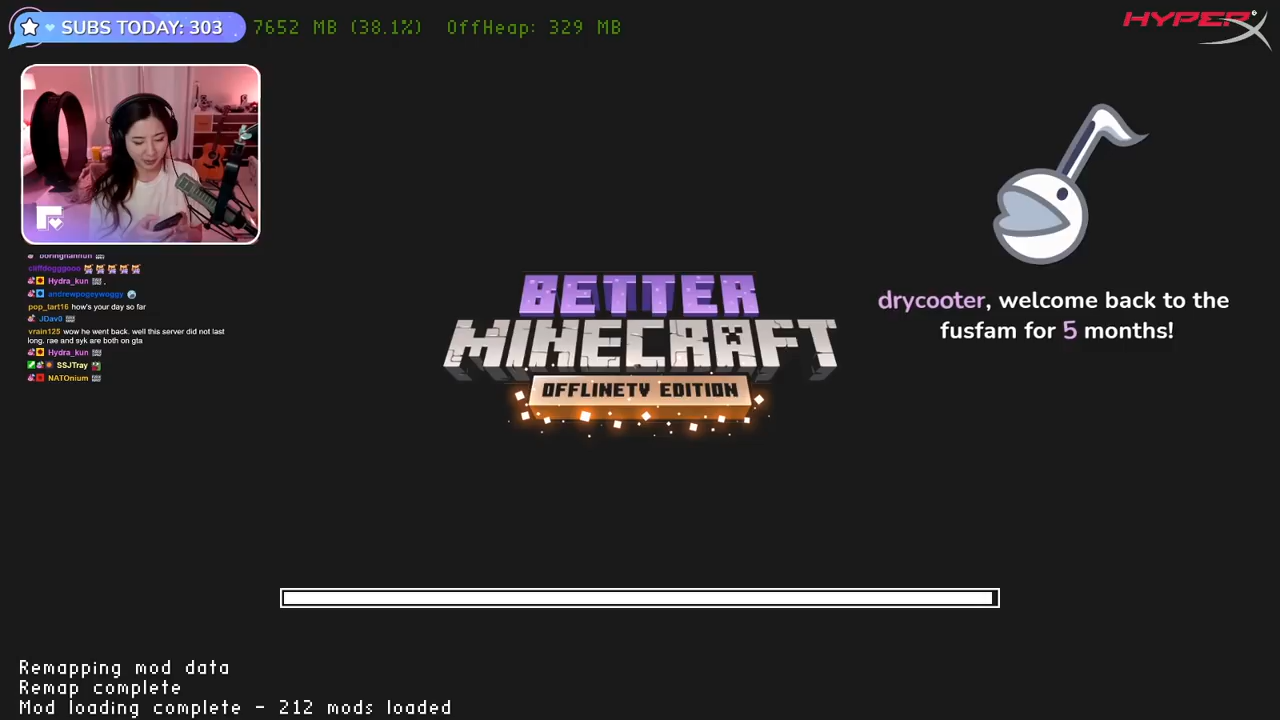 SUBS TODAY: 303
7652 MB (38.1%) OffHeap: 329 MB
HYPERX
cliffdogggooo
Hydra_kun .
andrewpogeywoggy
pop_tart16 how's your day so far
JDav0
vrain125 wow he went back. well this server did not last
long. rae and syk are both on gta
Hydra_kun
SSJTray
NATOnium
BETTER
MINECRAFT
OFFLINETV EDITION
drycooter, welcome back to the
fusfam for 5 months!
Remapping mod data
Remap complete
Mod loading complete - 212 mods loaded